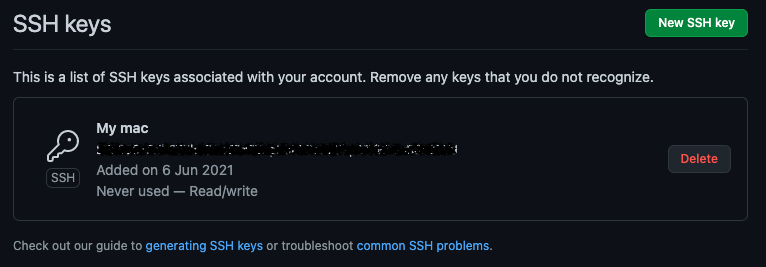 SSH keys
New SSH key
This is a list of SSH keys associated with your account. Remove any keys that you do not recognize.
My mac
SSH
Added on 6 Jun 2021
Never used — Read/write
Delete
Check out our guide to generating SSH keys or troubleshoot common SSH problems.